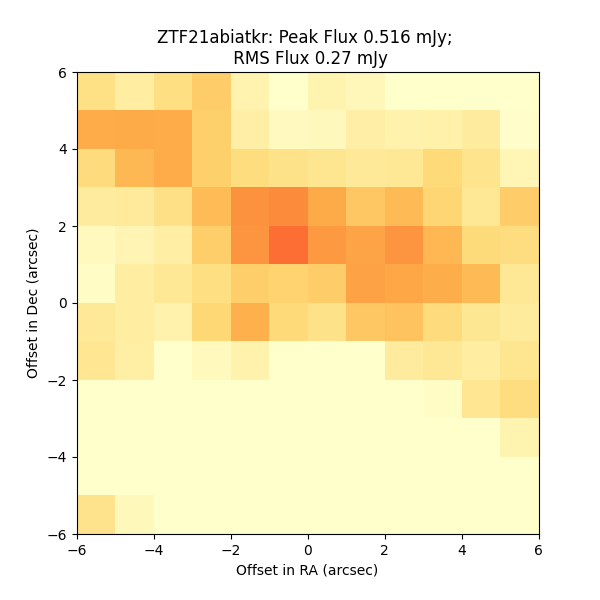 ZTF21abiatkr: Peak Flux 0.516 mJy;
RMS Flux 0.27 mJy
6
4
2
0
−2
−4
−6
Offset in Dec (arcsec)
−6 −4 −2 0 2 4 6
Offset in RA (arcsec)